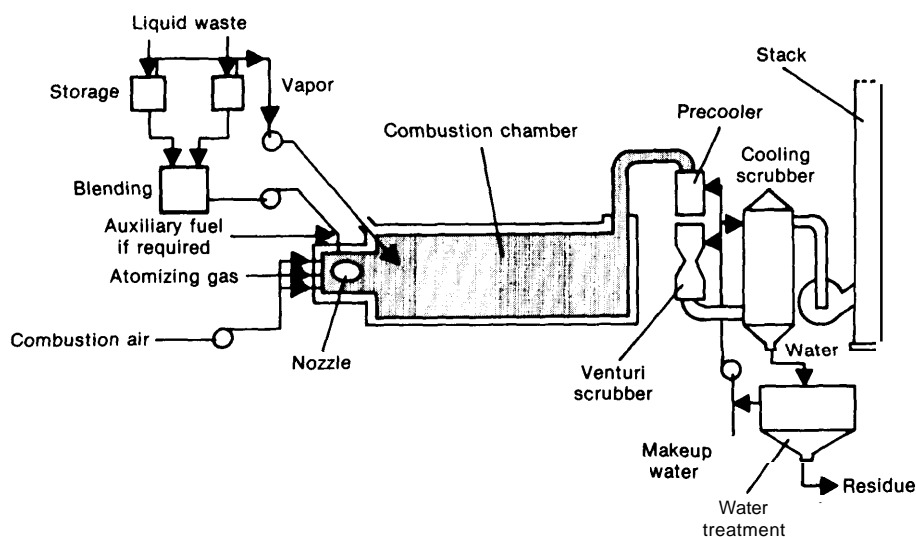 Liquid waste
Stack
Storage
Vapor
Precooler
Combustion chamber
Cooling
scrubber
Blending
Auxiliary fuel
if required
Atomizing gas
Combustion air
Nozzle
Venturi
scrubber
Water
Makeup
water
Residue
Water
treatment